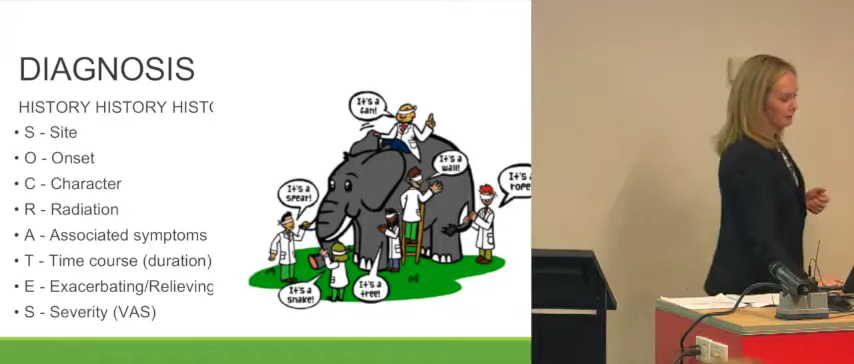 DIAGNOSIS
HISTORY HISTORY HISTO
• S - Site
• O - Onset
• C - Character
• R - Radiation
• A - Associated symptoms
• T - Time course (duration)
• E - Exacerbating/Relieving
• S - Severity (VAS)
It's a
fan!
It's a
wall!
It's a
rope
It's a
spear!
It's a
snake!
It's a
tree!